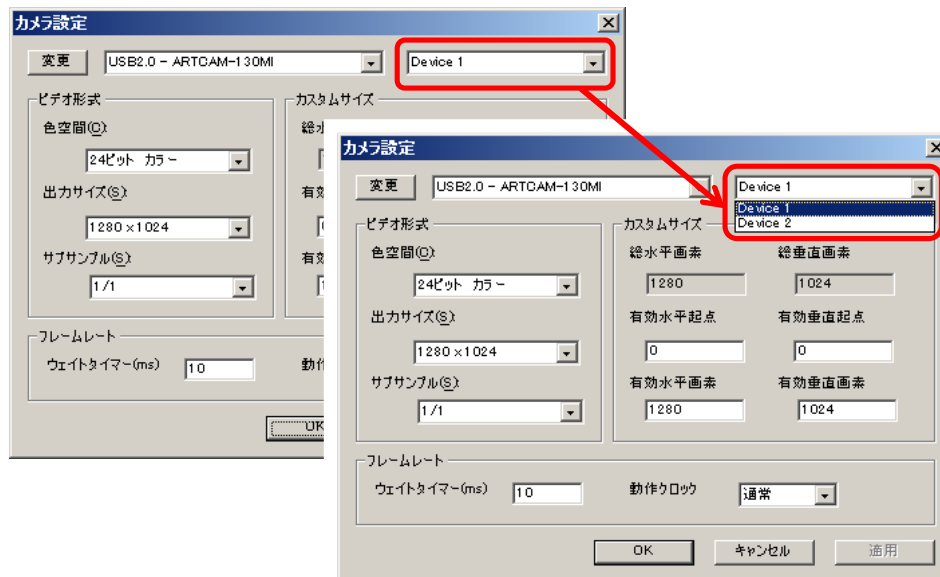 カメラ設定
変更 USB2.0 - ARTCAM-130MI Device 1
ビデオ形式
色空間(C):
24ビット カラー
出力サイズ(S):
1280 x 1024
サブサンプル(S):
1/1
カスタムサイズ
フレームレート
ウェイトタイマー(ms) 10
カメラ設定
変更 USB2.0 - ARTCAM-130MI Device 1
Device 1
Device 2
ビデオ形式
色空間(C):
24ビット カラー
出力サイズ(S):
1280 x 1024
サブサンプル(S):
1/1
カスタムサイズ
総水平画素 総垂直画素
1280 1024
有効水平起点 有効垂直起点
0 0
有効水平画素 有効垂直画素
1280 1024
フレームレート
ウェイトタイマー(ms) 10 動作クロック 通常
OK キャンセル 適用